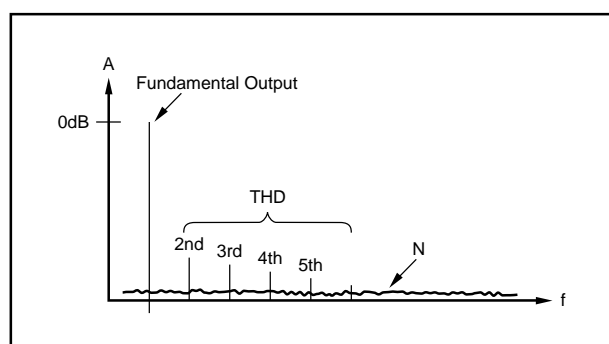 A
Fundamental Output
0dB
THD
2nd
3rd
4th
5th
N
f